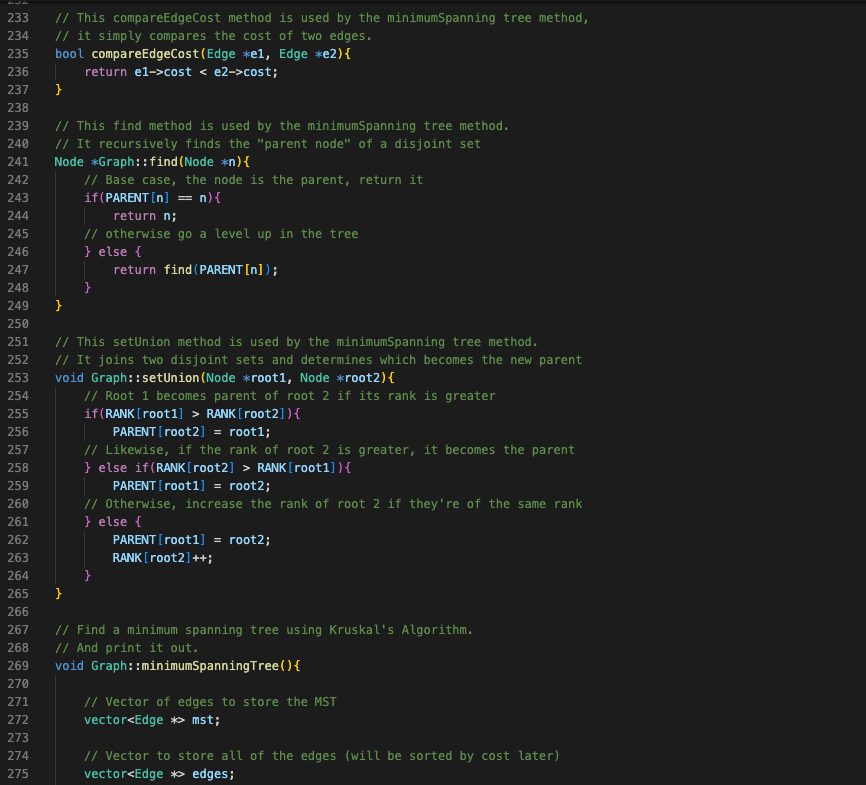 233 // This compareEdgeCost method is used by the minimumSpanning tree method,
234 // it simply compares the cost of two edges.
235 bool compareEdgeCost(Edge *e1, Edge *e2){
236     return e1->cost < e2->cost;
237 }
238
239 // This find method is used by the minimumSpanning tree method.
240 // It recursively finds the "parent node" of a disjoint set
241 Node *Graph::find(Node *n){
242     // Base case, the node is the parent, return it
243     if(PARENT[n] == n){
244         return n;
245     // otherwise go a level up in the tree
246     } else {
247         return find(PARENT[n]);
248     }
249 }
250
251 // This setUnion method is used by the minimumSpanning tree method.
252 // It joins two disjoint sets and determines which becomes the new parent
253 void Graph::setUnion(Node *root1, Node *root2){
254     // Root 1 becomes parent of root 2 if its rank is greater
255     if(RANK[root1] > RANK[root2]){
256         PARENT[root2] = root1;
257     // Likewise, if the rank of root 2 is greater, it becomes the parent
258     } else if(RANK[root2] > RANK[root1]){
259         PARENT[root1] = root2;
260     // Otherwise, increase the rank of root 2 if they're of the same rank
261     } else {
262         PARENT[root1] = root2;
263         RANK[root2]++;
264     }
265 }
266
267 // Find a minimum spanning tree using Kruskal's Algorithm.
268 // And print it out.
269 void Graph::minimumSpanningTree(){
270
271     // Vector of edges to store the MST
272     vector<Edge *> mst;
273
274     // Vector to store all of the edges (will be sorted by cost later)
275     vector<Edge *> edges;